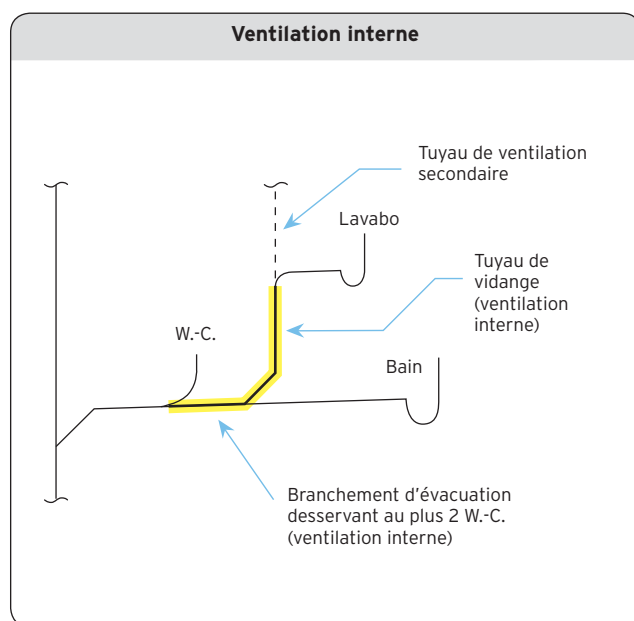 Ventilation interne
Tuyau de ventilation
secondaire
Lavabo
Tuyau de
vidange
(ventilation
interne)
W.-C.
Bain
Branchement d'évacuation
desservant au plus 2 W.-C.
(ventilation interne)